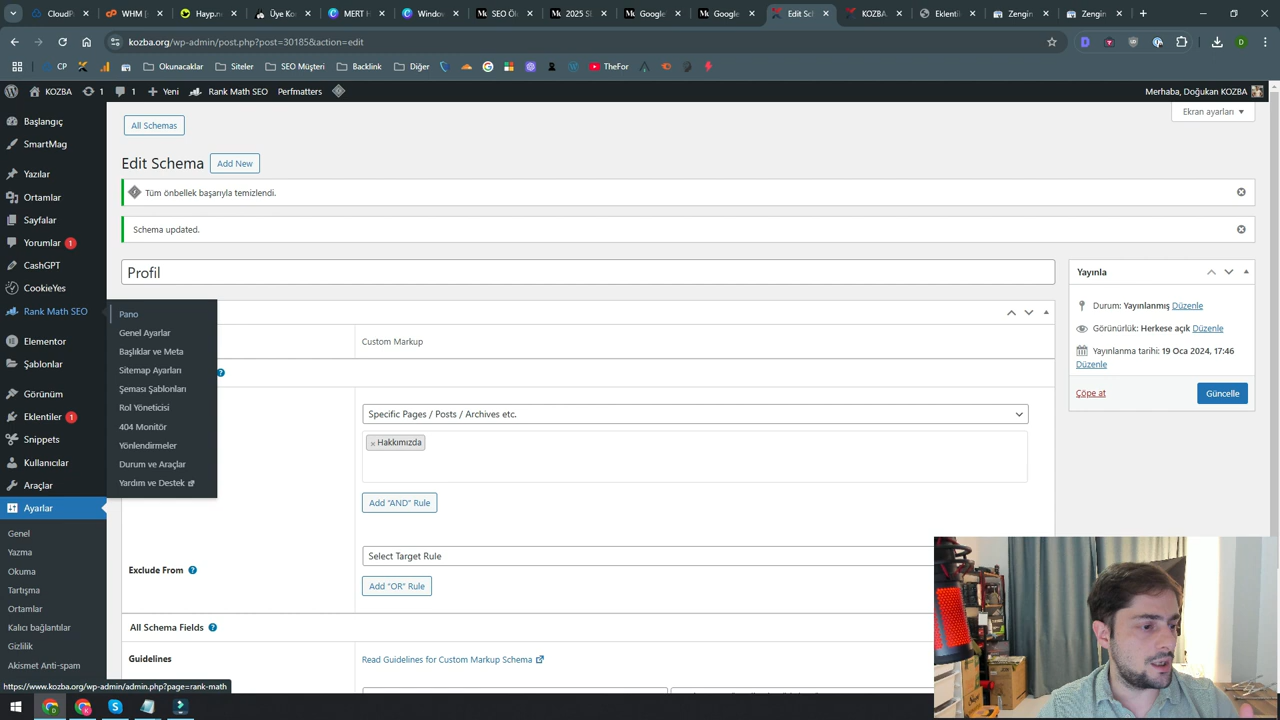 CloudP
WHM [
Hayp.n
Üye Ko
MERT H
Window
SEO Ök
2025 SE
Google
Google
Edit Sch
KOZBA
Eklenti
Zengin
Zengin
kozba.org/wp-admin/post.php?post=30185&action=edit
CP
Okunacaklar
Siteler
SEO Müşteri
Backlink
Diğer
TheFor
KOZBA
1
1
Yeni
Rank Math SEO
Perfmatters
Merhaba, Doğukan KOZBA
Başlangıç
SmartMag
Yazılar
Ortamlar
Sayfalar
Yorumlar 1
CashGPT
CookieYes
Rank Math SEO
Elementor
Şablonlar
Görünüm
Eklentiler 1
Snippets
Kullanıcılar
Araçlar
Ayarlar
Genel
Yazma
Okuma
Tartışma
Ortamlar
Kalıcı bağlantılar
Gizlilik
Akismet Anti-spam
Pano
Genel Ayarlar
Başlıklar ve Meta
Sitemap Ayarları
Şeması Şablonları
Rol Yöneticisi
404 Monitör
Yönlendirmeler
Durum ve Araçlar
Yardım ve Destek
All Schemas
Ekran ayarları
Edit Schema
Add New
Tüm önbellek başarıyla temizlendi.
Schema updated.
Profil
Custom Markup
Specific Pages / Posts / Archives etc.
× Hakkımızda
Add “AND” Rule
Exclude From
Select Target Rule
Add “OR” Rule
All Schema Fields
Guidelines
Read Guidelines for Custom Markup Schema
Yayınla
Durum: Yayınlanmış Düzenle
Görünürlük: Herkese açık Düzenle
Yayınlanma tarihi: 19 Oca 2024, 17:46
Düzenle
Çöpe at
Güncelle
https://www.kozba.org/wp-admin/admin.php?page=rank-math